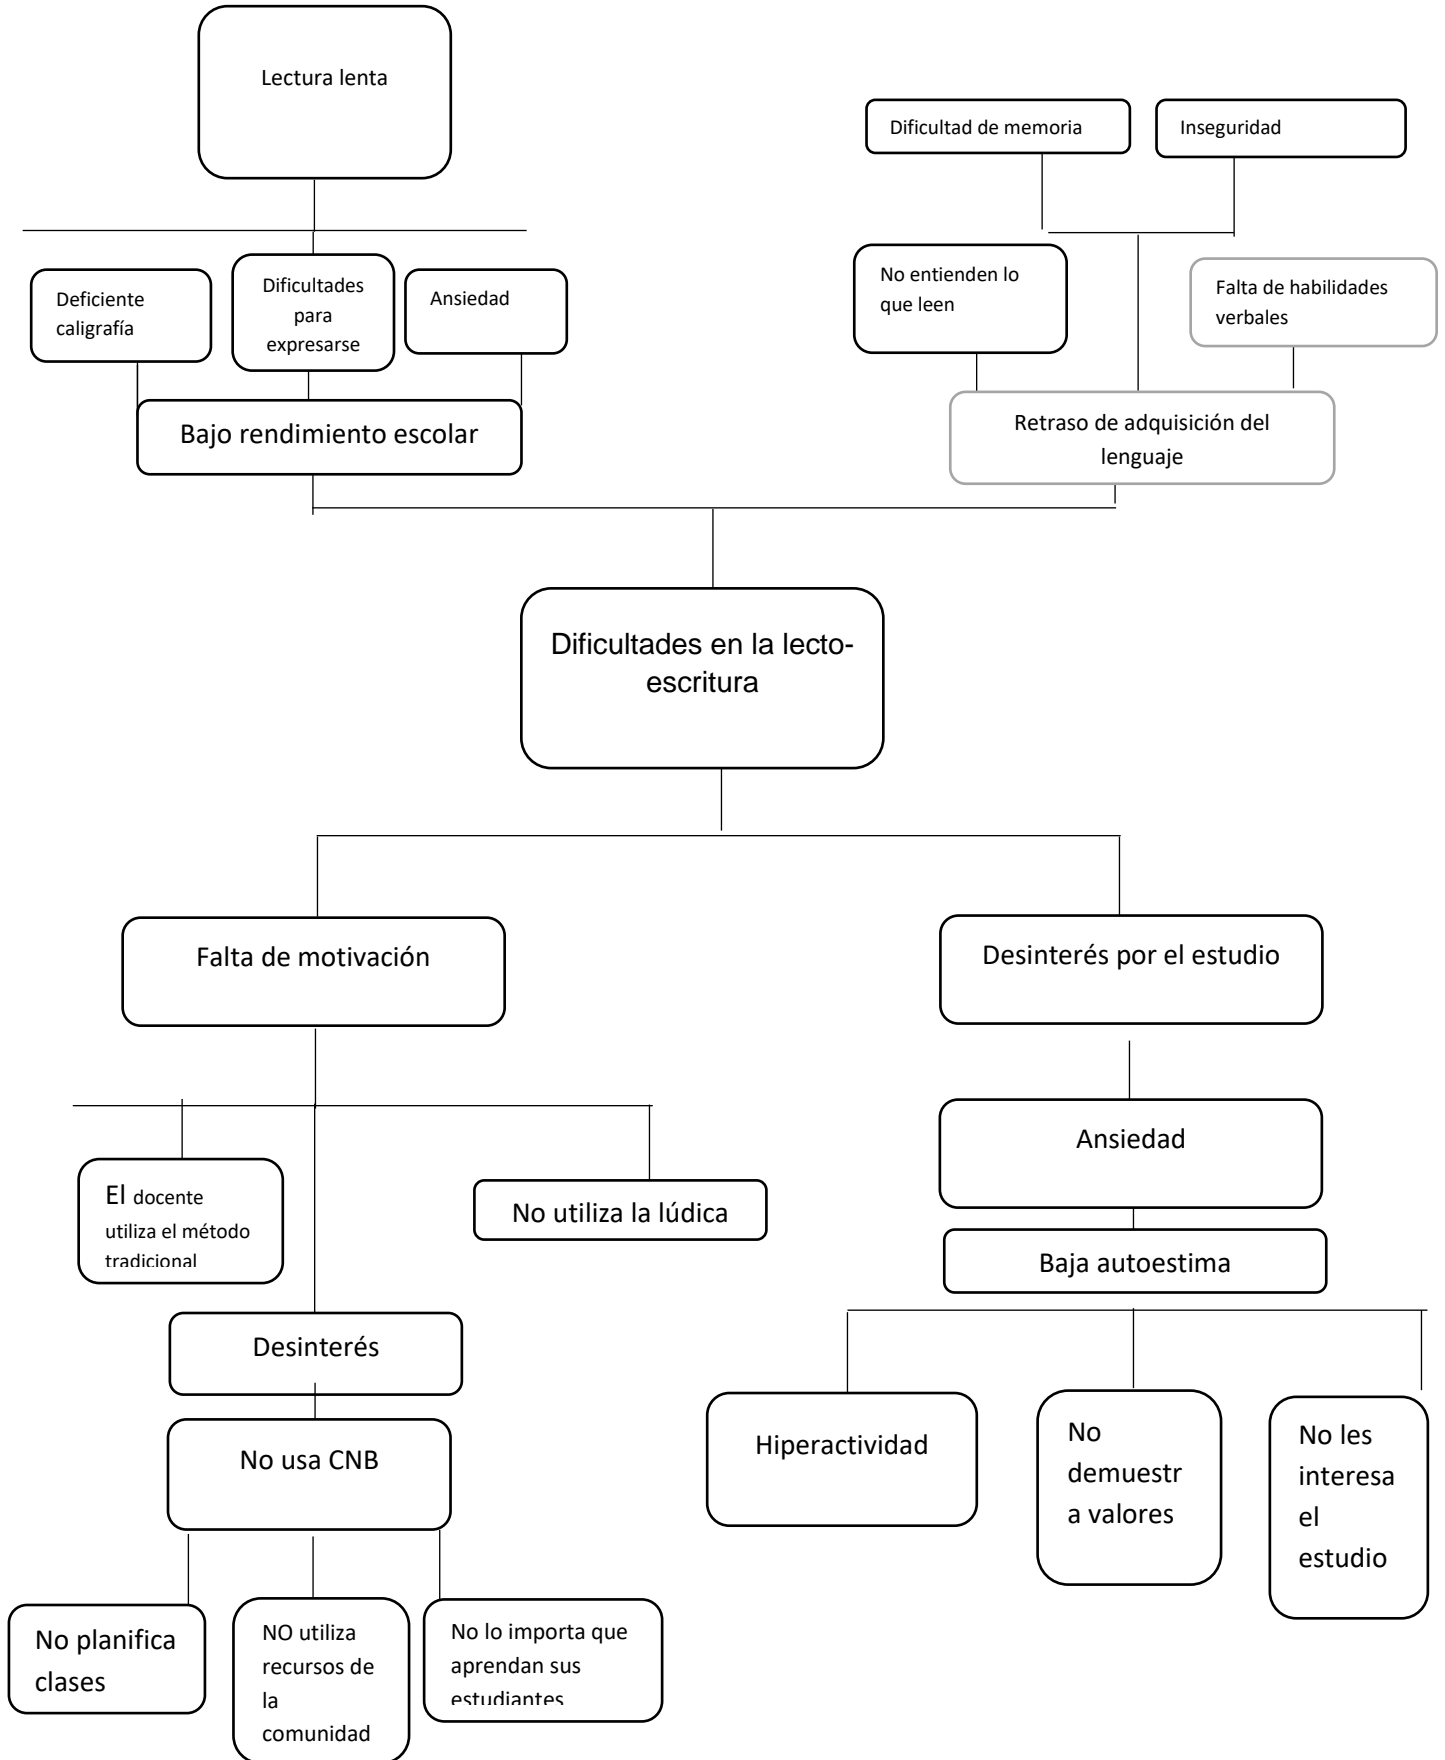 Lectura lenta
Dificultad de memoria
Inseguridad
Deficiente
caligrafía
Dificultades
para
expresarse
Ansiedad
No entienden lo
que leen
Falta de habilidades
verbales
Bajo rendimiento escolar
Retraso de adquisición del
lenguaje
Dificultades en la lecto-
escritura
Falta de motivación
Desinterés por el estudio
El docente
utiliza el método
tradicional
No utiliza la lúdica
Ansiedad
Baja autoestima
Desinterés
No usa CNB
Hiperactividad
No
demuestr
a valores
No les
interesa
el
estudio
No planifica
clases
NO utiliza
recursos de
la
comunidad
No lo importa que
aprendan sus
estudiantes